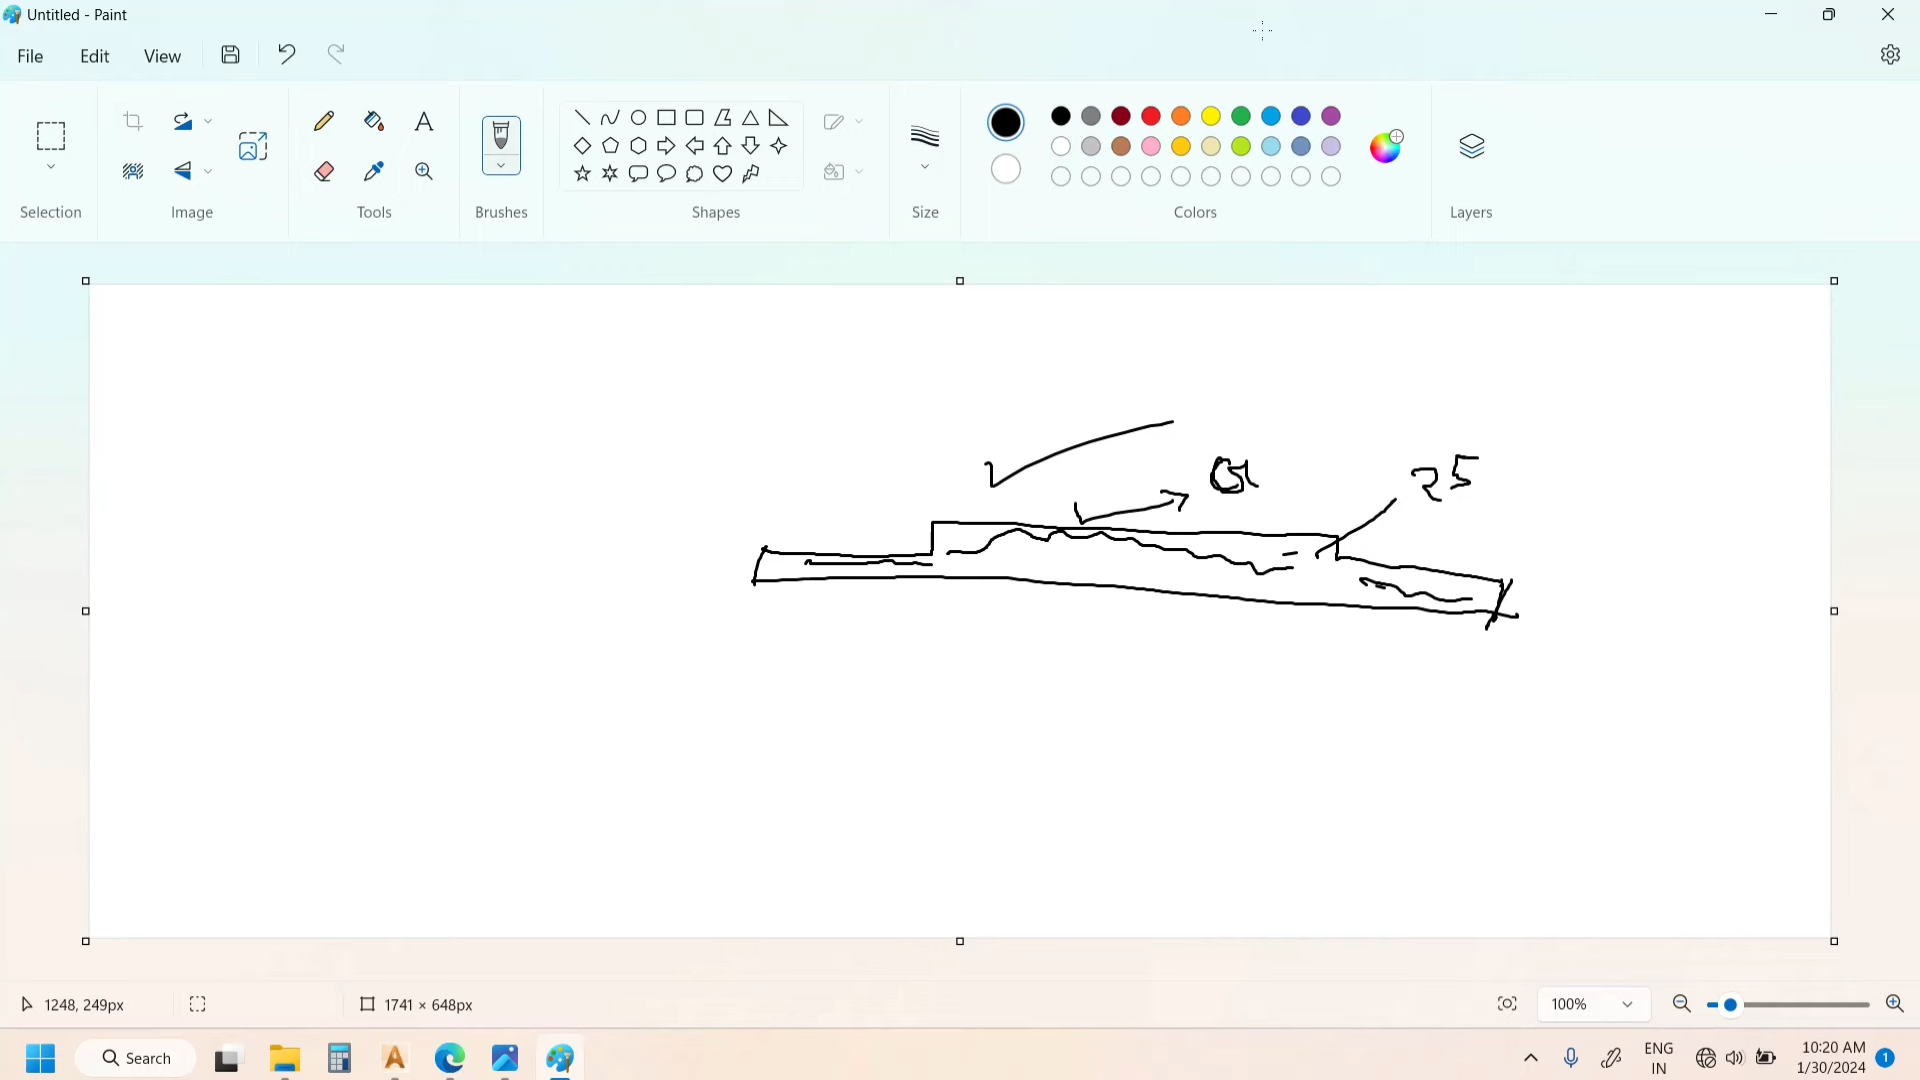 Untitled - Paint
File Edit View
Selection Image Tools Brushes Shapes Size Colors Layers
25
1248, 249px 1741 × 648px 100%
Search ENG 10:20 AM
IN 1/30/2024 1